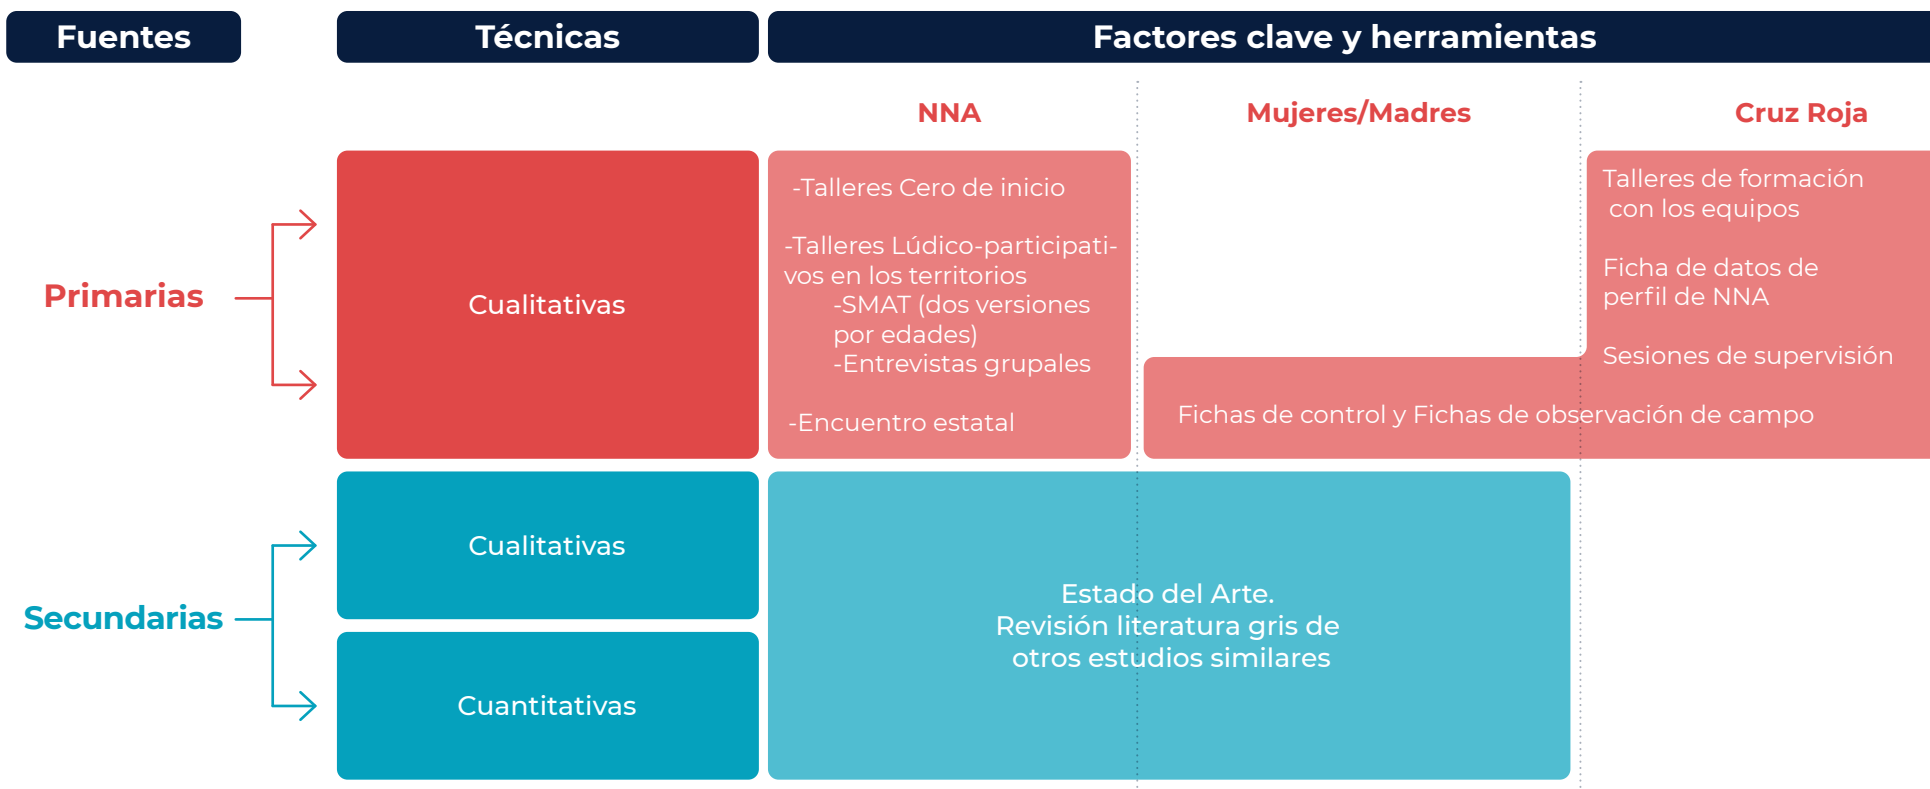 Fuentes
Técnicas
Factores clave y herramientas
NNA
Mujeres/Madres
Cruz Roja
Primarias
Cualitativas
-Talleres Cero de inicio
-Talleres Lúdico-participati-
vos en los territorios
-SMAT (dos versiones
por edades)
-Entrevistas grupales
-Encuentro estatal
Talleres de formación
con los equipos
Ficha de datos de
perfil de NNA
Sesiones de supervisión
Fichas de control y Fichas de observación de campo
Secundarias
Cualitativas
Cuantitativas
Estado del Arte.
Revisión literatura gris de
otros estudios similares